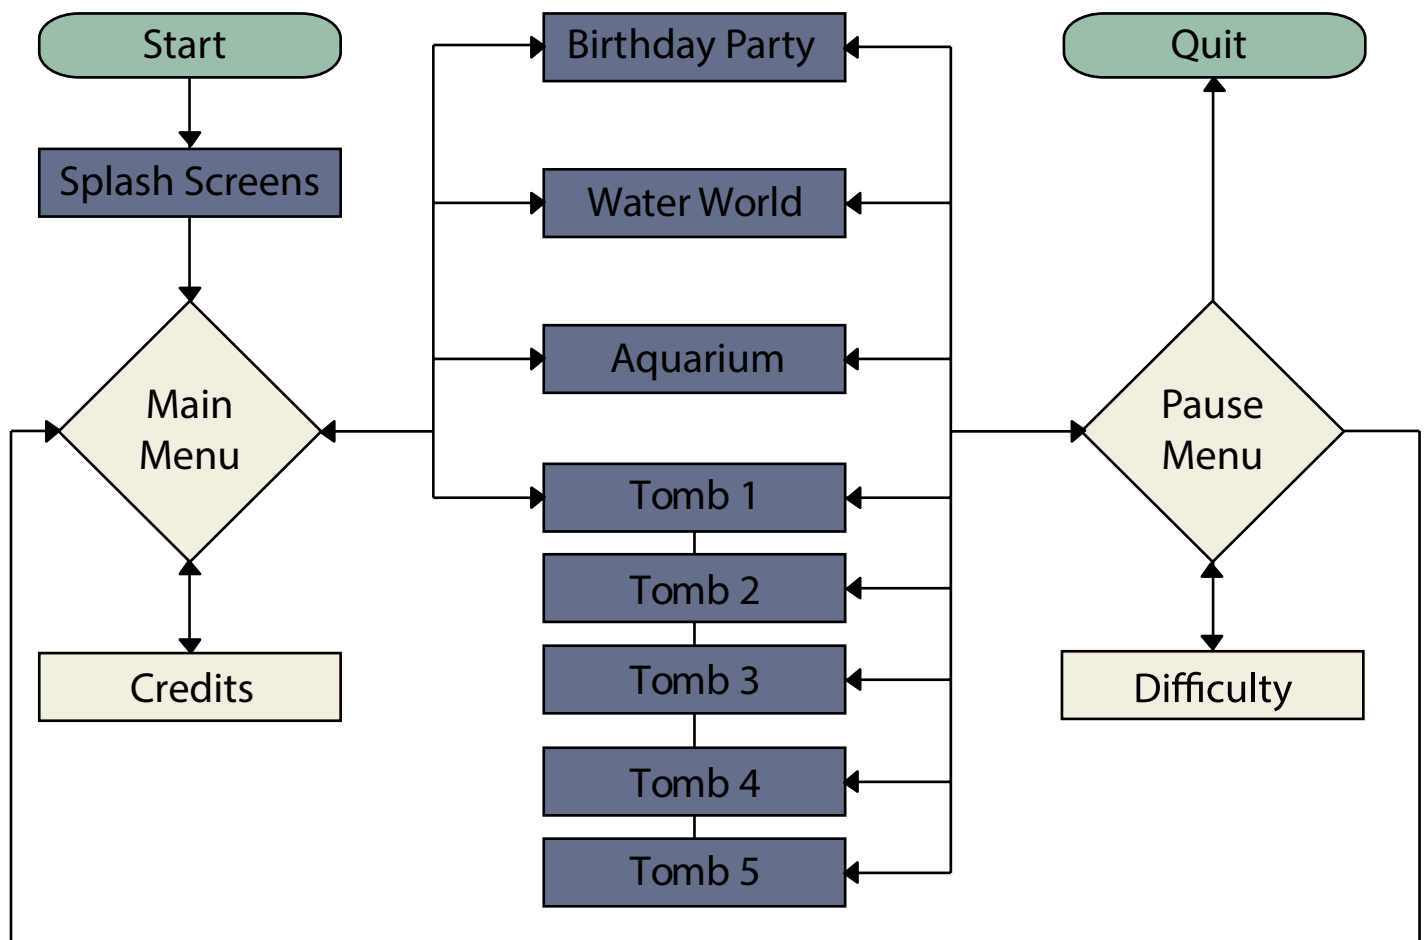 Start
Splash Screens
Main
Menu
Credits
Birthday Party
Water World
Aquarium
Tomb 1
Tomb 2
Tomb 3
Tomb 4
Tomb 5
Quit
Pause
Menu
Difficulty